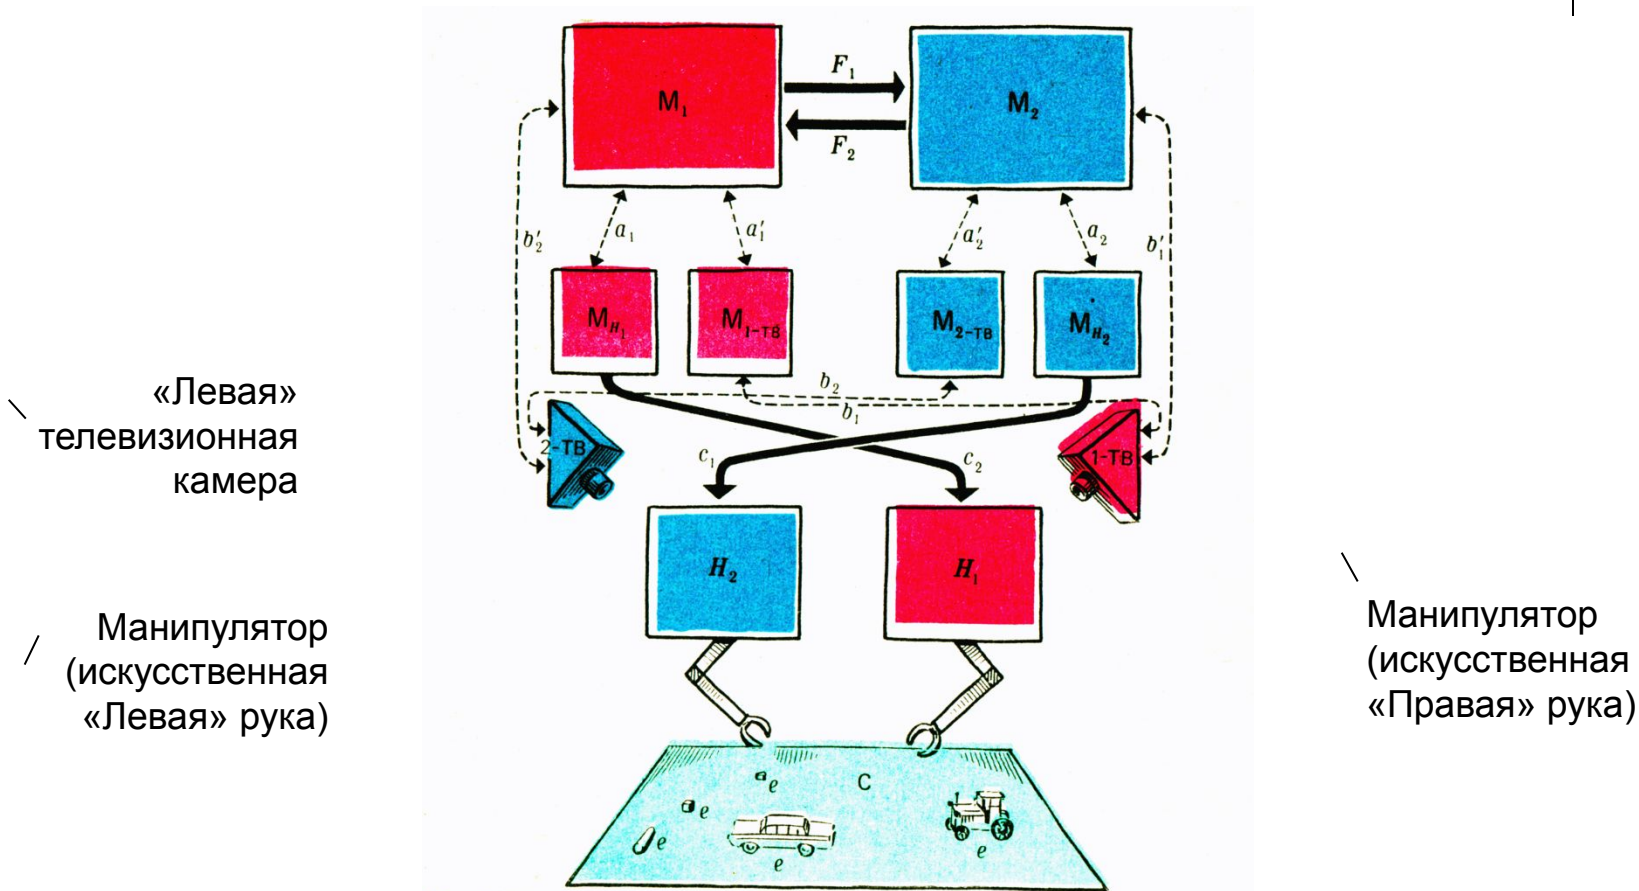 F₁
M₁
M₂
F₂
b'₂
a₁
a'₁
a'₂
a₂
b'₁
M_H₁
M₁₋ТВ
M₂₋ТВ
M_H₂
b₂
b₁
«Левая»
телевизионная
камера
2-ТВ
1-ТВ
c₁
c₂
H₂
H₁
Манипулятор
(искусственная
«Левая» рука)
Манипулятор
(искусственная
«Правая» рука)
e
C
e
e
e
e